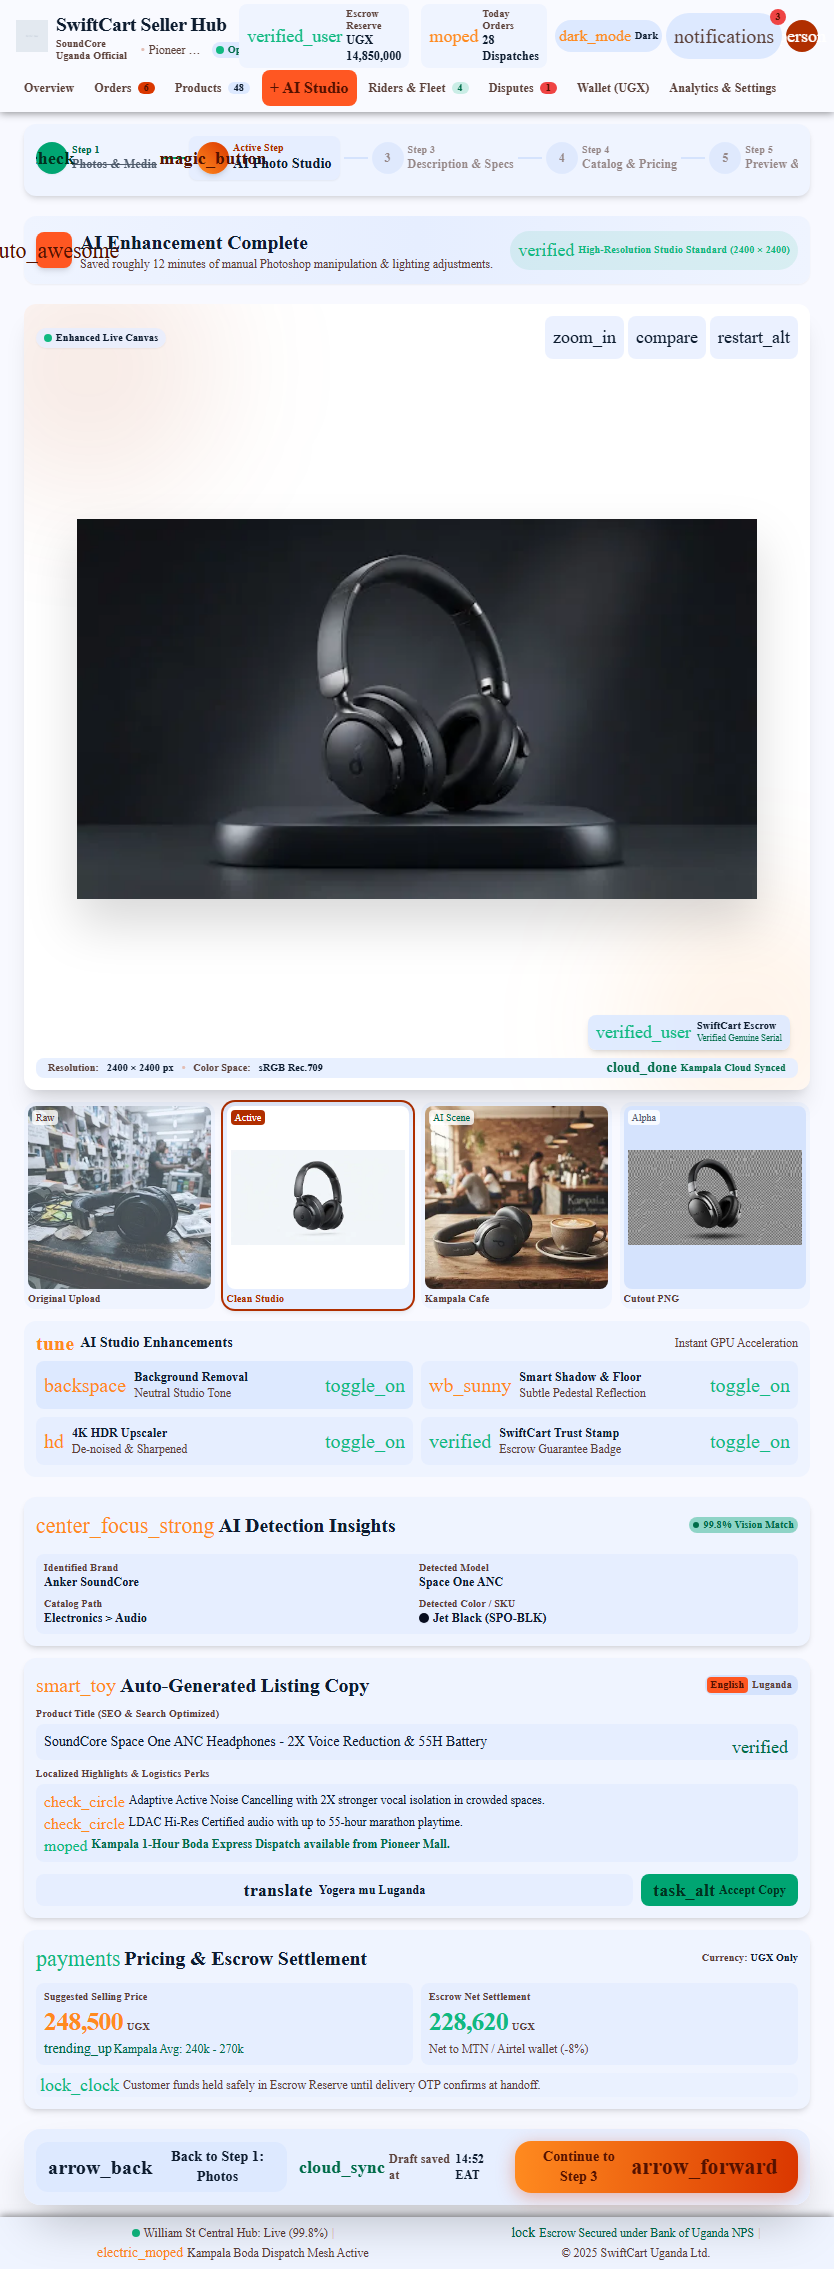 SwiftCart Seller Hub
SoundCore
Uganda Official
• Pioneer ...
verified_user
Escrow
Reserve
UGX
14,850,000
moped
Today
Orders
28
Dispatches
dark_mode Dark
notifications
3
Overview
Orders 6
Products 48
+ AI Studio
Riders & Fleet 4
Disputes 1
Wallet (UGX)
Analytics & Settings
check
Step 1
Photos & Media
magic_button
Active Step
AI Photo Studio
3
Step 3
Description & Specs
4
Step 4
Catalog & Pricing
5
Step 5
Preview &
auto_awesome
AI Enhancement Complete
Saved roughly 12 minutes of manual Photoshop manipulation & lighting adjustments.
verified High-Resolution Studio Standard (2400 × 2400)
Enhanced Live Canvas
zoom_in
compare
restart_alt
verified_user
SwiftCart Escrow
Verified Genuine Serial
Resolution: 2400 × 2400 px • Color Space: sRGB Rec.709
cloud_done Kampala Cloud Synced
Raw
Original Upload
Active
Clean Studio
AI Scene
Kampala
Kampala Cafe
Alpha
Cutout PNG
tune AI Studio Enhancements
Instant GPU Acceleration
backspace
Background Removal
Neutral Studio Tone
toggle_on
wb_sunny
Smart Shadow & Floor
Subtle Pedestal Reflection
toggle_on
hd
4K HDR Upscaler
De-noised & Sharpened
toggle_on
verified
SwiftCart Trust Stamp
Escrow Guarantee Badge
toggle_on
center_focus_strong AI Detection Insights
99.8% Vision Match
Identified Brand
Anker SoundCore
Detected Model
Space One ANC
Catalog Path
Electronics > Audio
Detected Color / SKU
Jet Black (SPO-BLK)
smart_toy Auto-Generated Listing Copy
English Luganda
Product Title (SEO & Search Optimized)
SoundCore Space One ANC Headphones - 2X Voice Reduction & 55H Battery
verified
Localized Highlights & Logistics Perks
check_circle Adaptive Active Noise Cancelling with 2X stronger vocal isolation in crowded spaces.
check_circle LDAC Hi-Res Certified audio with up to 55-hour marathon playtime.
moped Kampala 1-Hour Boda Express Dispatch available from Pioneer Mall.
translate Yogera mu Luganda
task_alt Accept Copy
payments Pricing & Escrow Settlement
Currency: UGX Only
Suggested Selling Price
248,500 UGX
trending_up Kampala Avg: 240k - 270k
Escrow Net Settlement
228,620 UGX
Net to MTN / Airtel wallet (-8%)
lock_clock Customer funds held safely in Escrow Reserve until delivery OTP confirms at handoff.
arrow_back
Back to Step 1:
Photos
cloud_sync
Draft saved
at
14:52
EAT
Continue to
Step 3
arrow_forward
William St Central Hub: Live (99.8%) |
electric_moped Kampala Boda Dispatch Mesh Active
lock Escrow Secured under Bank of Uganda NPS |
© 2025 SwiftCart Uganda Ltd.